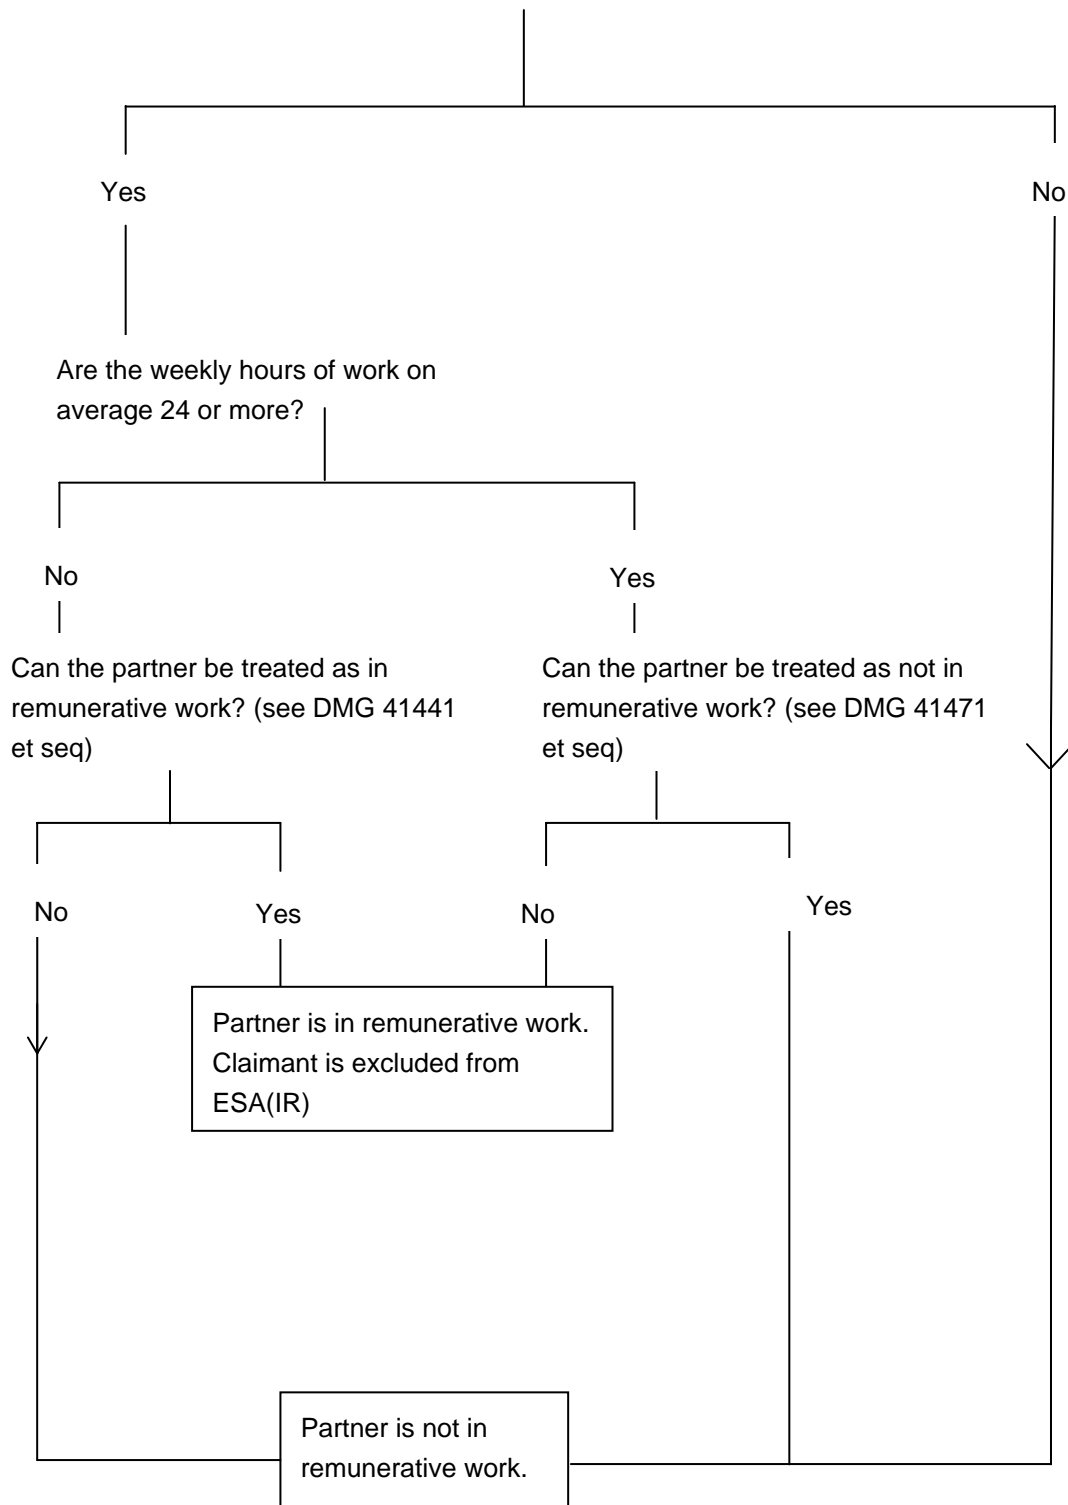 Yes
No
Are the weekly hours of work on
average 24 or more?
No
Yes
Can the partner be treated as in
remunerative work? (see DMG 41441
et seq)
Can the partner be treated as not in
remunerative work? (see DMG 41471
et seq)
No
Yes
No
Yes
Partner is in remunerative work.
Claimant is excluded from
ESA(IR)
Partner is not in
remunerative work.